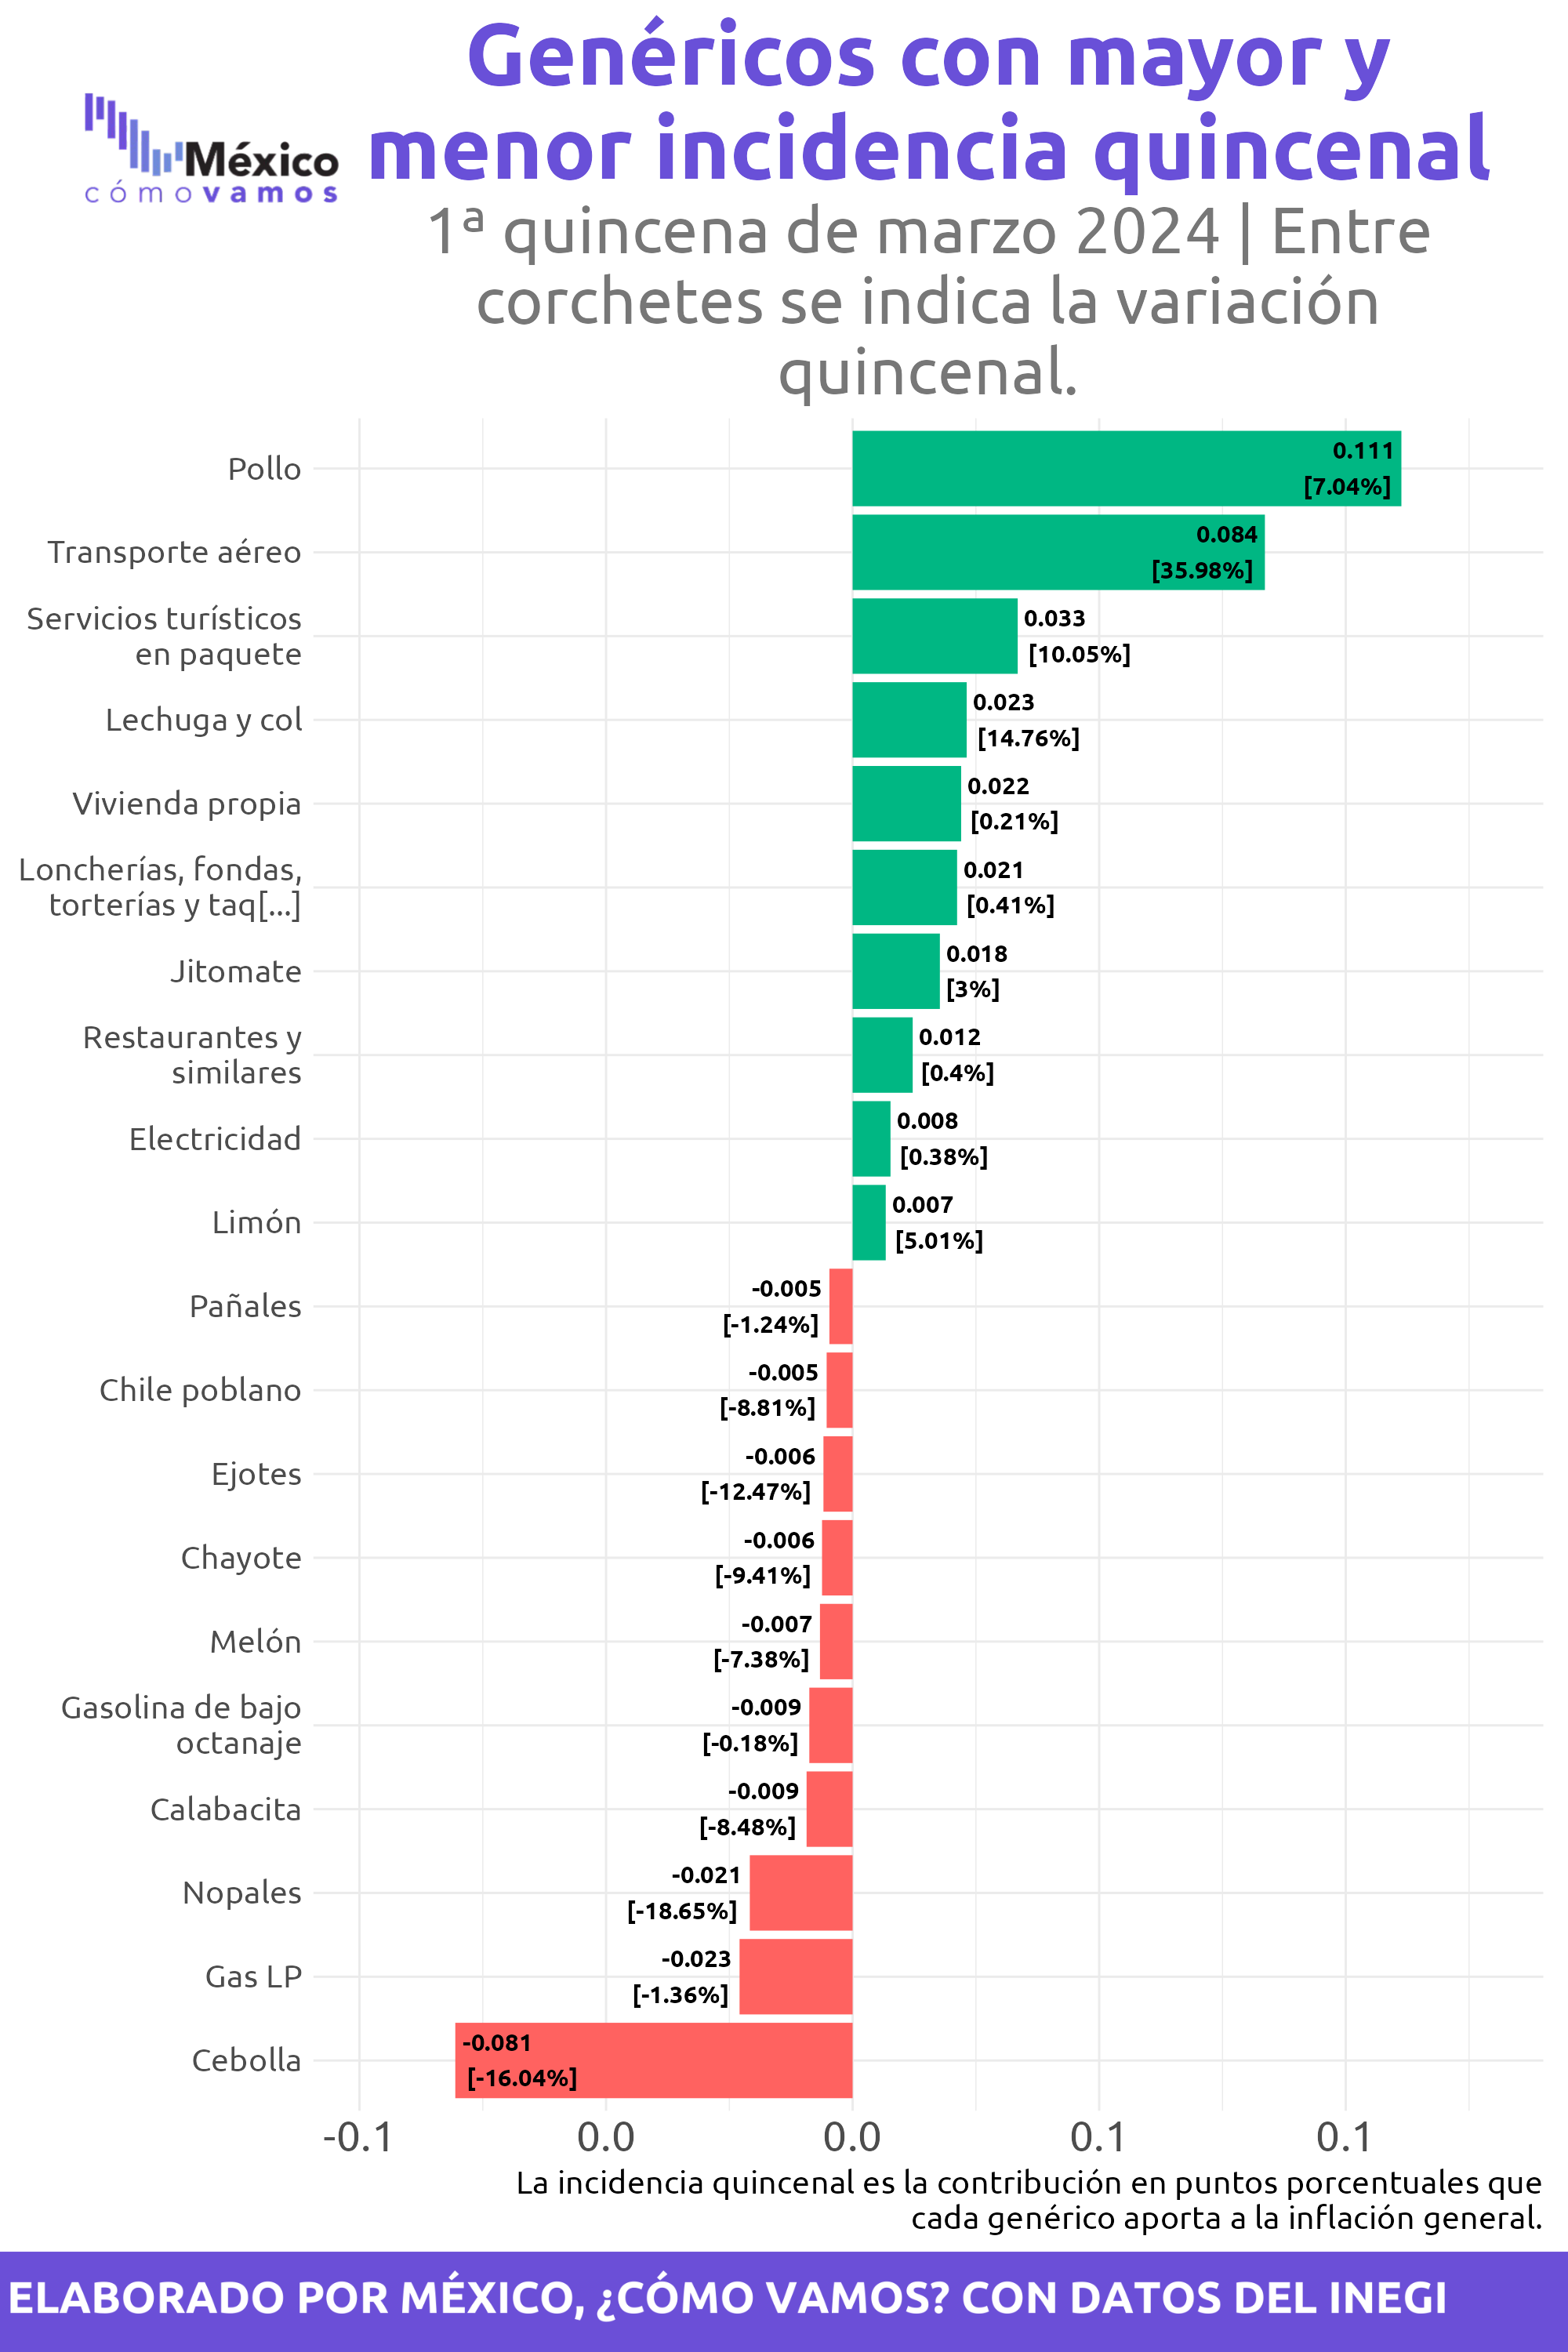 Genéricos con mayor y
menor incidencia quincenal
México
cómovamos
1ª quincena de marzo 2024 | Entre
corchetes se indica la variación
quincenal.
Pollo
0.111
[7.04%]
Transporte aéreo
0.084
[35.98%]
Servicios turísticos
en paquete
0.033
[10.05%]
Lechuga y col
0.023
[14.76%]
Vivienda propia
0.022
[0.21%]
Loncherías, fondas,
torterías y taq[...]
0.021
[0.41%]
Jitomate
0.018
[3%]
Restaurantes y
similares
0.012
[0.4%]
Electricidad
0.008
[0.38%]
Limón
0.007
[5.01%]
Pañales
-0.005
[-1.24%]
Chile poblano
-0.005
[-8.81%]
Ejotes
-0.006
[-12.47%]
Chayote
-0.006
[-9.41%]
Melón
-0.007
[-7.38%]
Gasolina de bajo
octanaje
-0.009
[-0.18%]
Calabacita
-0.009
[-8.48%]
Nopales
-0.021
[-18.65%]
Gas LP
-0.023
[-1.36%]
Cebolla
-0.081
[-16.04%]
-0.1 0.0 0.0 0.1 0.1
La incidencia quincenal es la contribución en puntos porcentuales que
cada genérico aporta a la inflación general.
ELABORADO POR MÉXICO, ¿CÓMO VAMOS? CON DATOS DEL INEGI